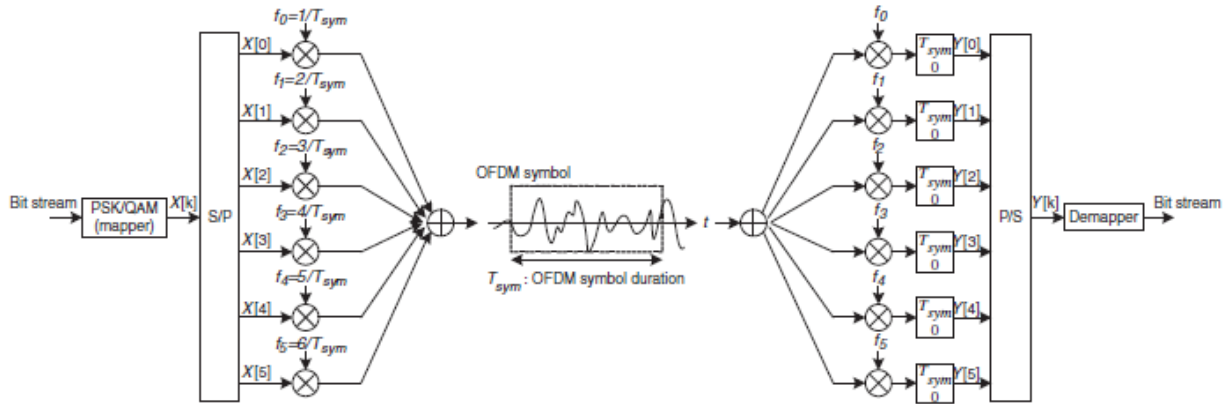 Bit stream
PSK/QAM
(mapper)
X[k]
S/P
f0=1/Tsym
X[0]
f1=2/Tsym
X[1]
f2=3/Tsym
X[2]
f3=4/Tsym
X[3]
f4=5/Tsym
X[4]
f5=6/Tsym
X[5]
OFDM symbol
t
Tsym : OFDM symbol duration
f0
Tsym
0
Y[0]
f1
Tsym
0
Y[1]
f2
Tsym
0
Y[2]
f3
Tsym
0
Y[3]
f4
Tsym
0
Y[4]
f5
Tsym
0
Y[5]
P/S
Y[k]
Demapper
Bit stream